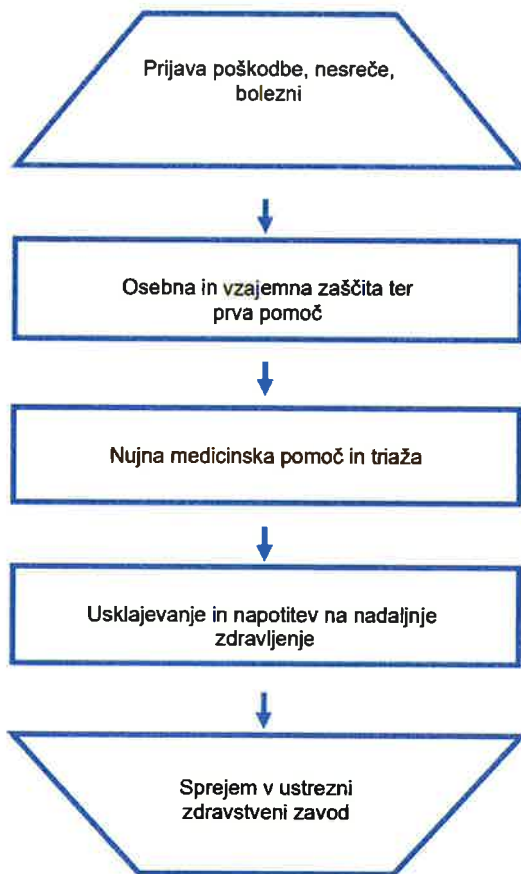 Prijava poškodbe, nesreče,
bolezni
Osebna in vzajemna zaščita ter
prva pomoč
Nujna medicinska pomoč in triaža
Usklajevanje in napotitev na nadaljnje
zdravljenje
Sprejem v ustrezni
zdravstveni zavod